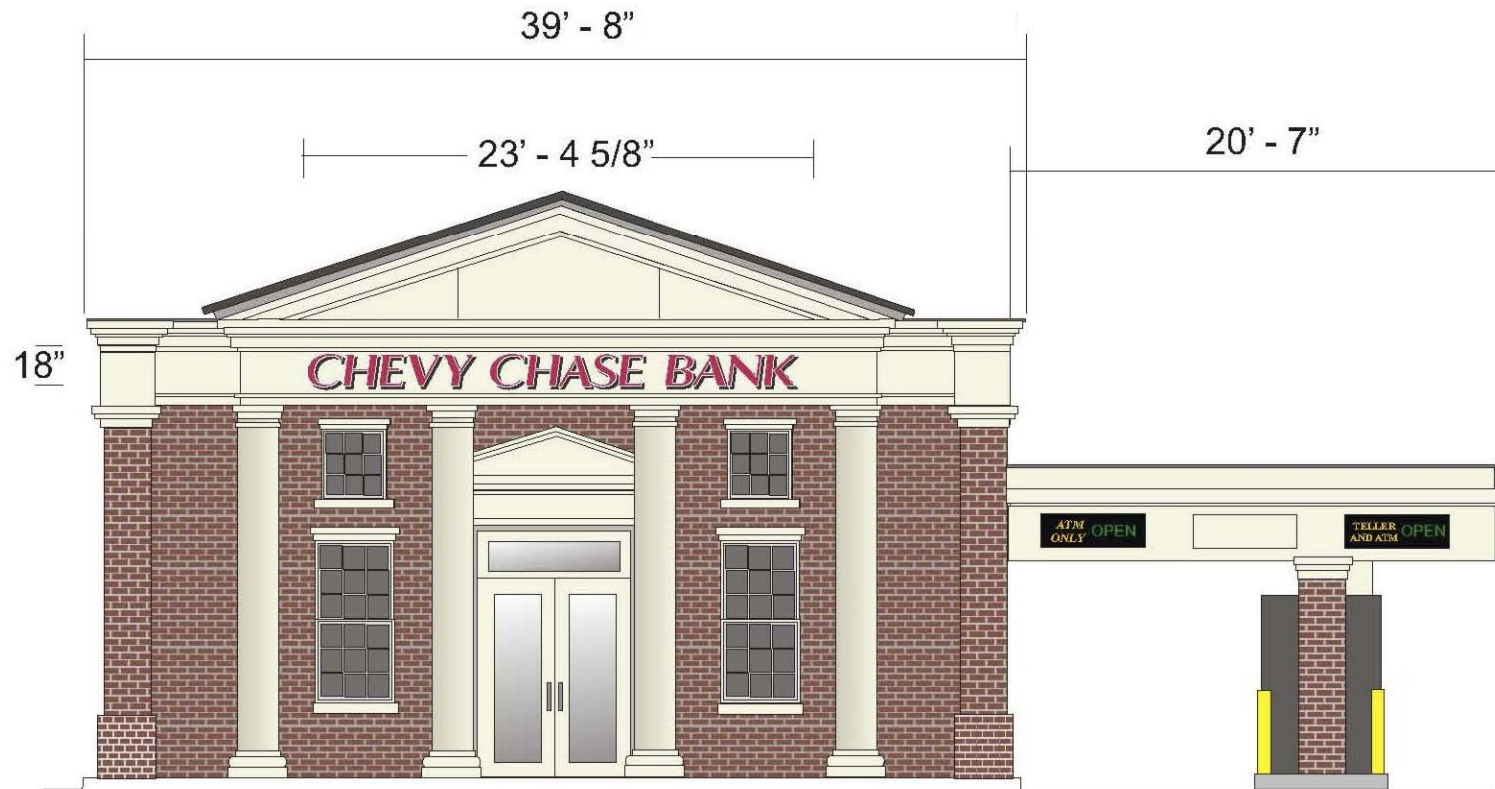 39’ - 8”
23’ - 4 5/8”
20’ - 7”
18”
CHEVY CHASE BANK
ATM
ONLY OPEN
TELLER
AND ATM OPEN